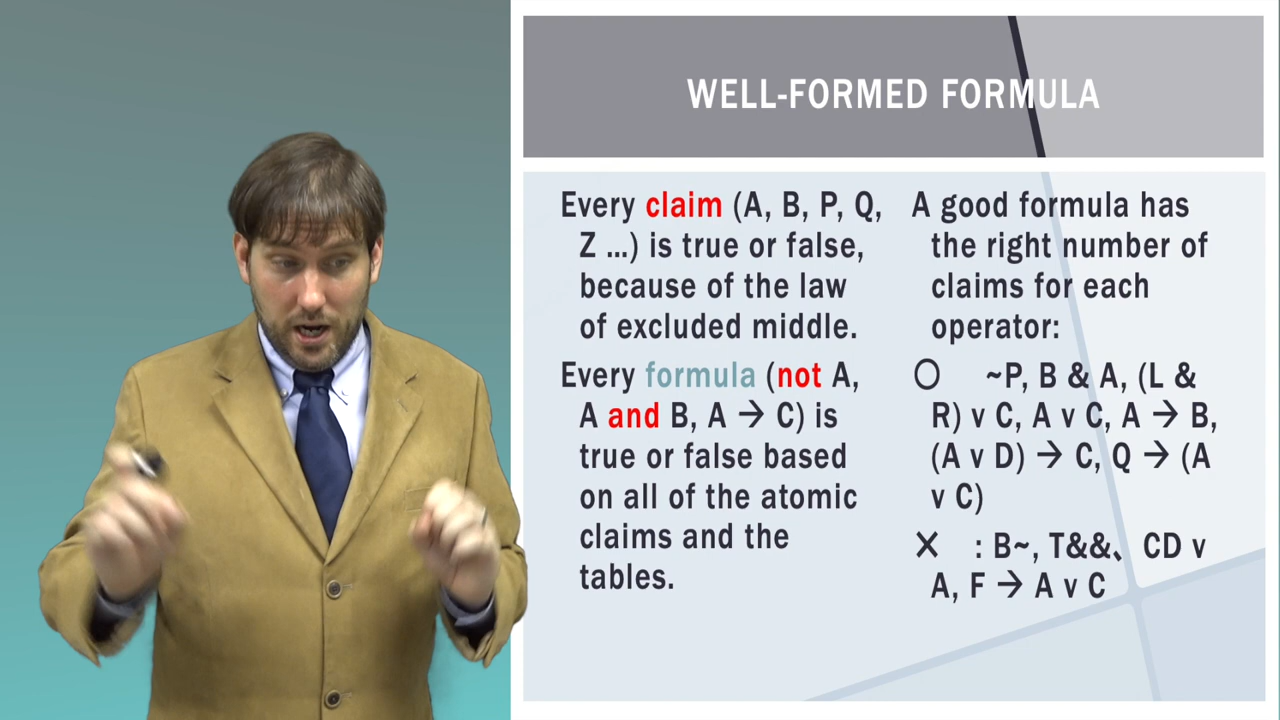 WELL-FORMED FORMULA
Every claim (A, B, P, Q,
Z ...) is true or false,
because of the law
of excluded middle.
Every formula (not A,
A and B, A → C) is
true or false based
on all of the atomic
claims and the
tables.
A good formula has
the right number of
claims for each
operator:
○ ~P, B & A, (L &
R) v C, A v C, A → B,
(A v D) → C, Q → (A
v C)
× : B~, T&&、 CD v
A, F → A v C